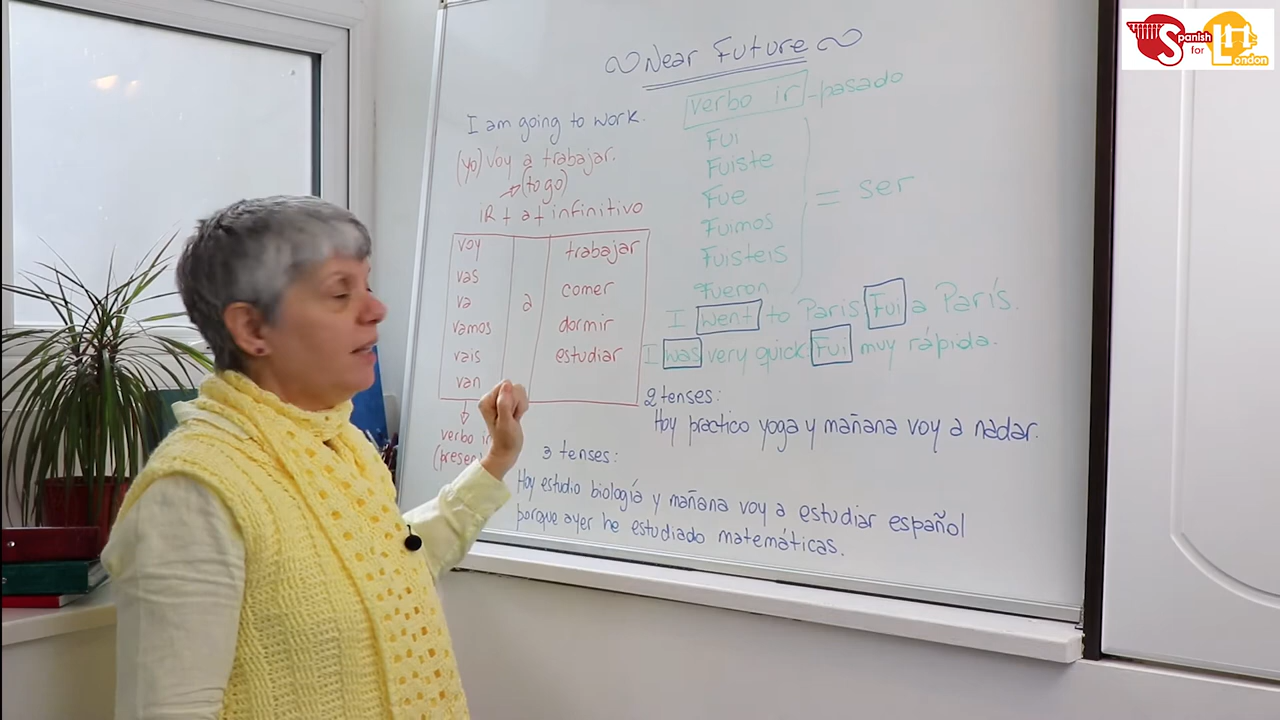 Spanish for London
~Near Future~
verbo ir -pasado
I am going to work.
(yo) voy a trabajar.
(to go)
iR + a + infinitivo
voy a trabajar
vas comer
va dormir
vamos estudiar
vais
van
verbo ir
(presen
Fui
Fuiste
Fue
Fuimos
Fuisteis
Fueron
= ser
I went to Paris Fui a París.
I was very quick. Fui muy rápida.
2 tenses:
Hoy practico yoga y mañana voy a nadar.
3 tenses:
Hoy estudio biología y mañana voy a estudiar español
porque ayer he estudiado matemáticas.